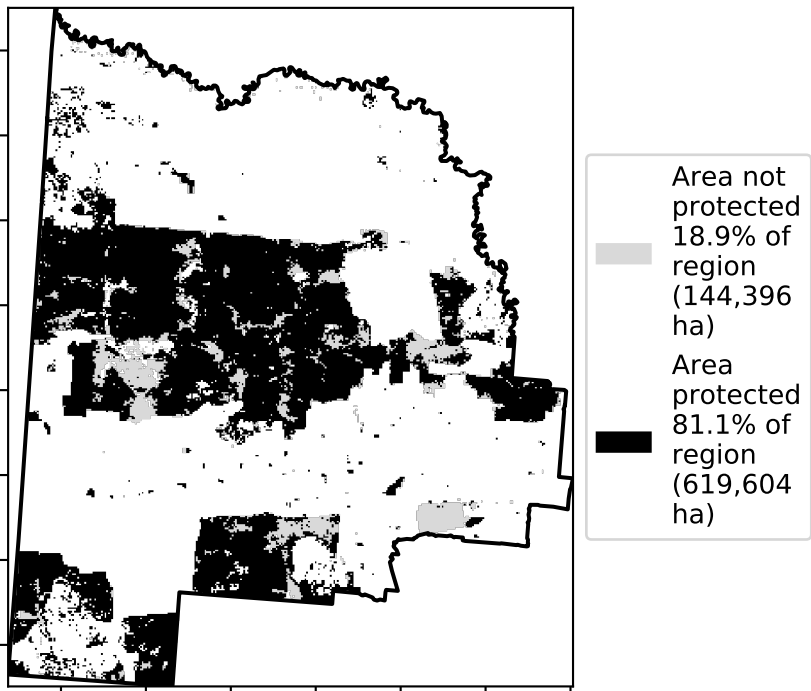 Area not
protected
18.9% of
region
(144,396
ha)
Area
protected
81.1% of
region
(619,604
ha)